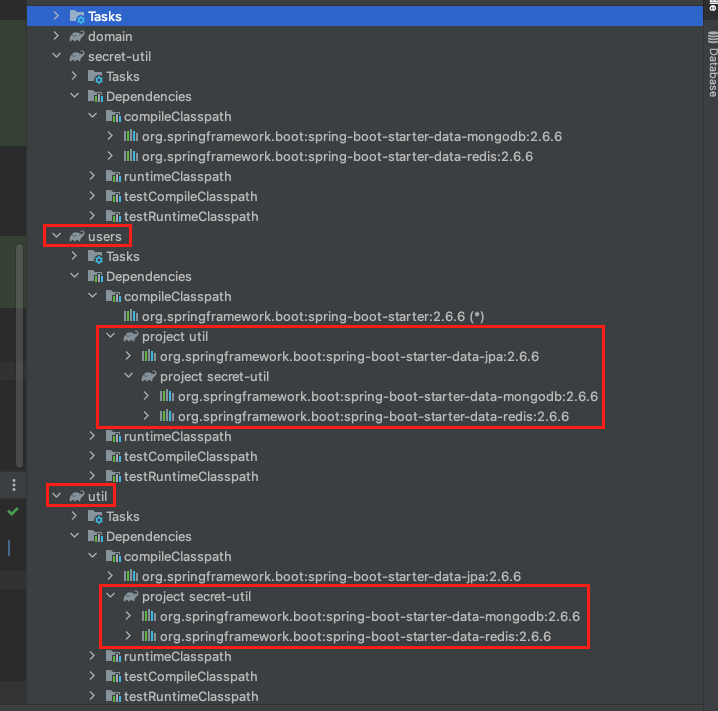 Tasks
domain
secret-util
Tasks
Dependencies
compileClasspath
org.springframework.boot:spring-boot-starter-data-mongodb:2.6.6
org.springframework.boot:spring-boot-starter-data-redis:2.6.6
runtimeClasspath
testCompileClasspath
testRuntimeClasspath
users
Tasks
Dependencies
compileClasspath
org.springframework.boot:spring-boot-starter:2.6.6 (*)
project util
org.springframework.boot:spring-boot-starter-data-jpa:2.6.6
project secret-util
org.springframework.boot:spring-boot-starter-data-mongodb:2.6.6
org.springframework.boot:spring-boot-starter-data-redis:2.6.6
runtimeClasspath
testCompileClasspath
testRuntimeClasspath
util
Tasks
Dependencies
compileClasspath
org.springframework.boot:spring-boot-starter-data-jpa:2.6.6
project secret-util
org.springframework.boot:spring-boot-starter-data-mongodb:2.6.6
org.springframework.boot:spring-boot-starter-data-redis:2.6.6
runtimeClasspath
testCompileClasspath
testRuntimeClasspath
Database